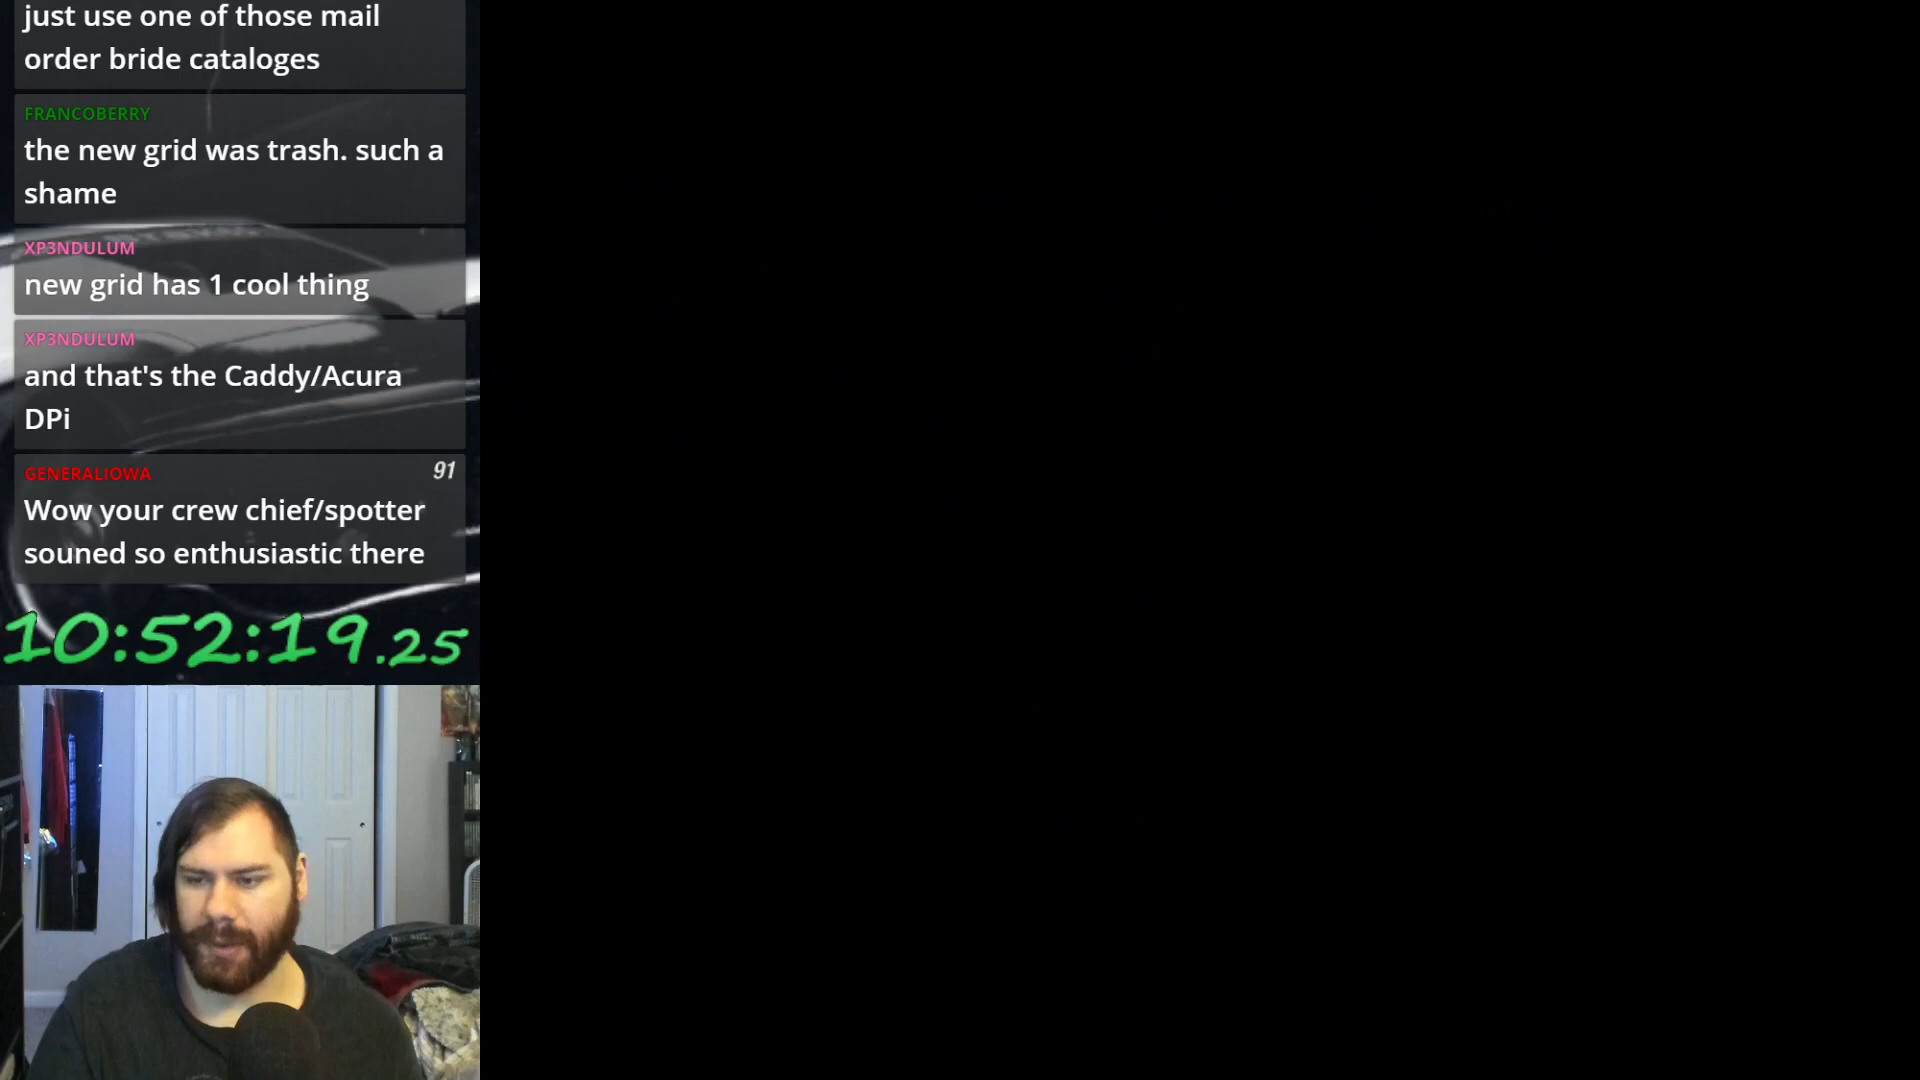 just use one of those mail
order bride cataloges
FRANCOBERRY
the new grid was trash. such a
shame
XP3NDULUM
new grid has 1 cool thing
XP3NDULUM
and that's the Caddy/Acura
DPi
GENERALIOWA 91
Wow your crew chief/spotter
souned so enthusiastic there
10:52:19.25